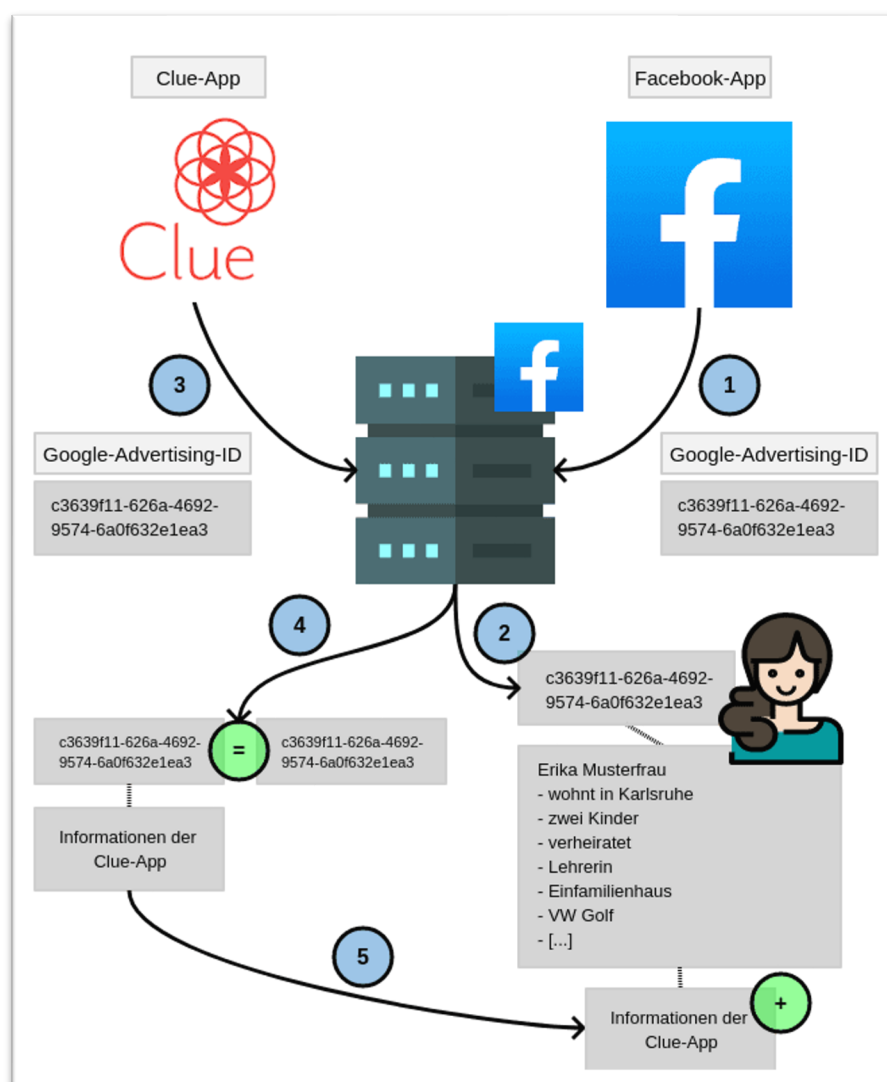 Clue-App
Facebook-App
Clue
3
1
Google-Advertising-ID
c3639f11-626a-4692-
9574-6a0f632e1ea3
Google-Advertising-ID
c3639f11-626a-4692-
9574-6a0f632e1ea3
4
2
c3639f11-626a-4692-
9574-6a0f632e1ea3
c3639f11-626a-4692-
9574-6a0f632e1ea3
=
c3639f11-626a-4692-
9574-6a0f632e1ea3
Erika Musterfrau
- wohnt in Karlsruhe
- zwei Kinder
- verheiratet
- Lehrerin
- Einfamilienhaus
- VW Golf
- [...]
Informationen der
Clue-App
5
+
Informationen der
Clue-App